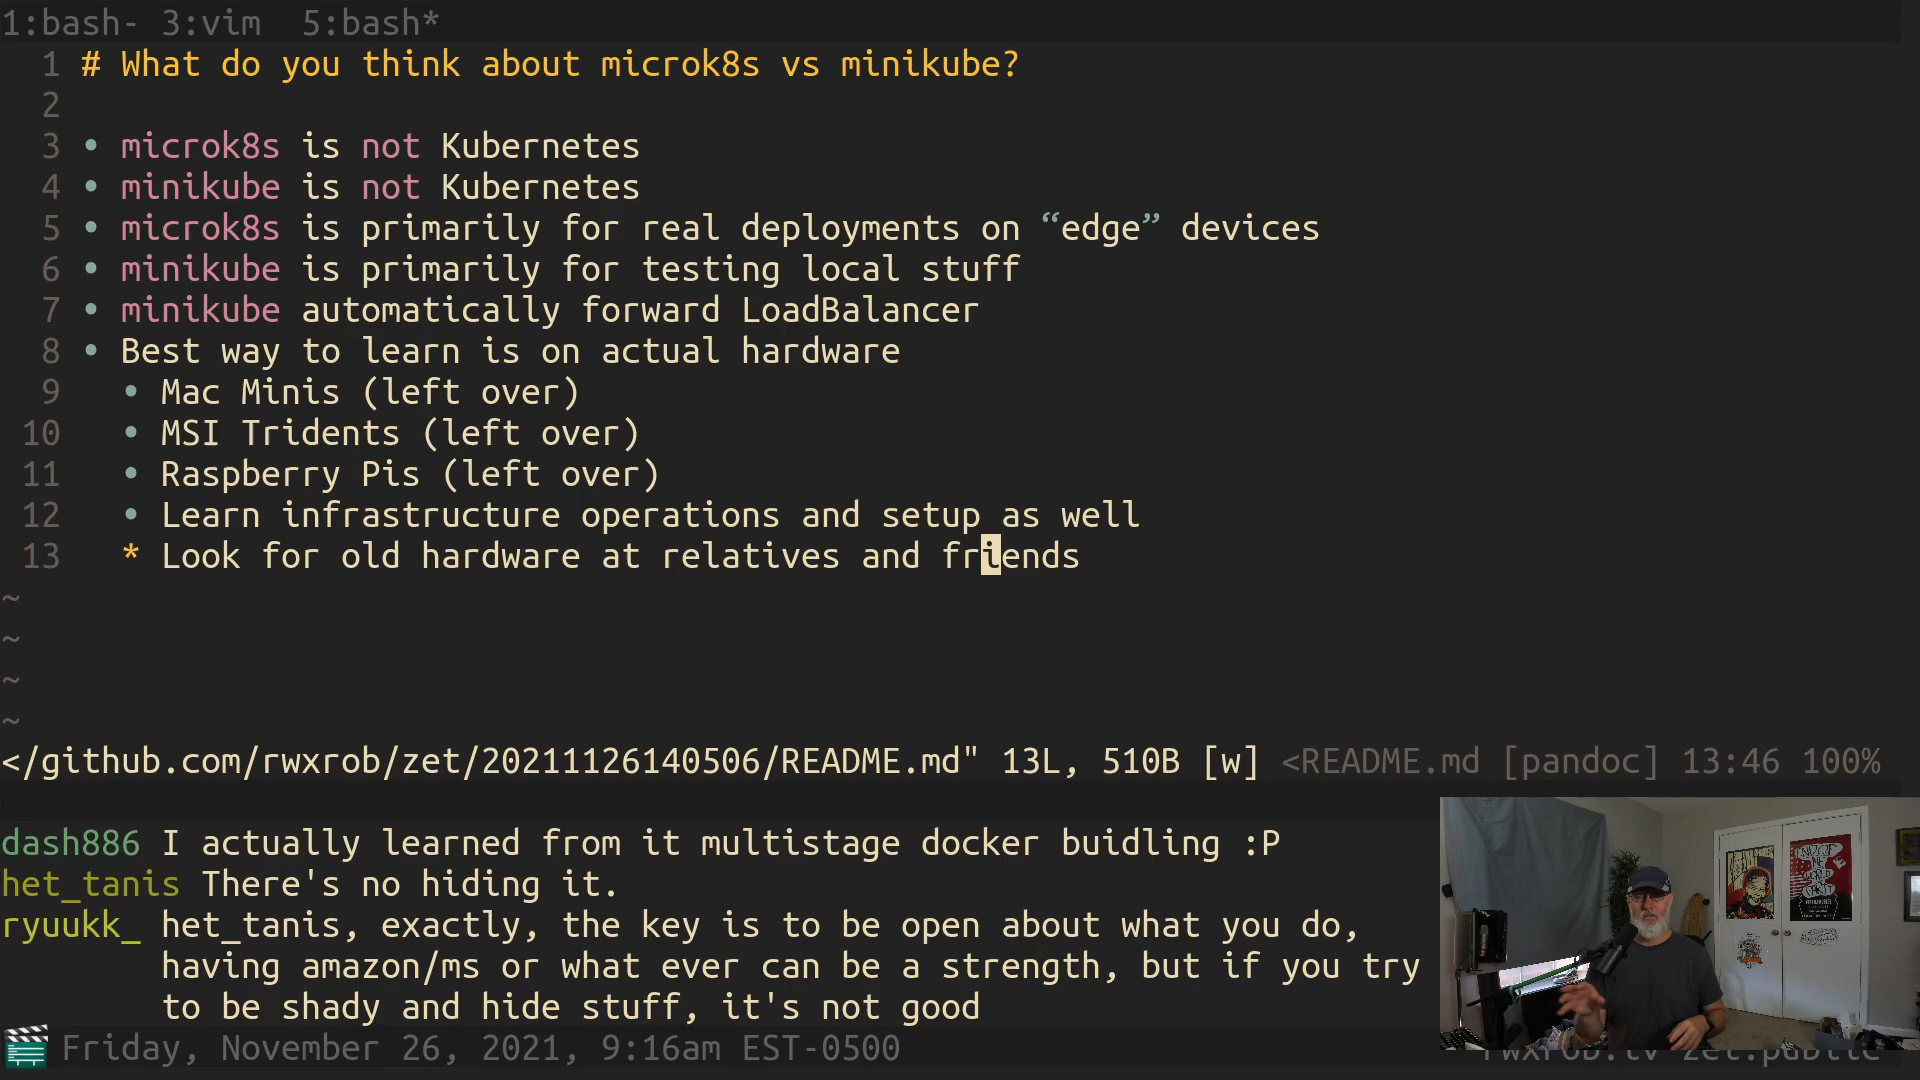 1:bash- 3:vim  5:bash*
1 # What do you think about microk8s vs minikube?
2
3 • microk8s is not Kubernetes
4 • minikube is not Kubernetes
5 • microk8s is primarily for real deployments on “edge” devices
6 • minikube is primarily for testing local stuff
7 • minikube automatically forward LoadBalancer
8 • Best way to learn is on actual hardware
9   • Mac Minis (left over)
10   • MSI Tridents (left over)
11   • Raspberry Pis (left over)
12   • Learn infrastructure operations and setup as well
13   * Look for old hardware at relatives and friends
~
~
~
~
</github.com/rwxrob/zet/20211126140506/README.md" 13L, 510B [w] <README.md [pandoc] 13:46 100%
dash886 I actually learned from it multistage docker buidling :P
het_tanis There's no hiding it.
ryuukk_ het_tanis, exactly, the key is to be open about what you do,
having amazon/ms or what ever can be a strength, but if you try
to be shady and hide stuff, it's not good
Friday, November 26, 2021, 9:16am EST-0500
rwxrob.tv zet.public